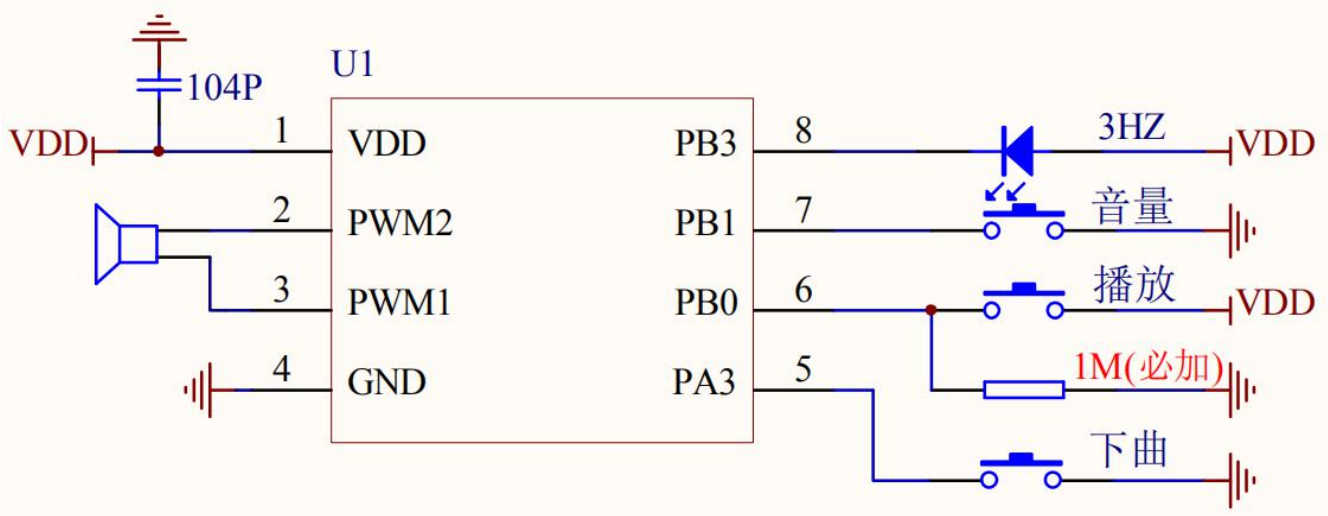 U1
104P
VDD 1 VDD PB3 8 3HZ VDD
2 PWM2 PB1 7 音量
3 PWM1 PB0 6 播放 VDD
4 GND PA3 5 1M(必加)
下曲